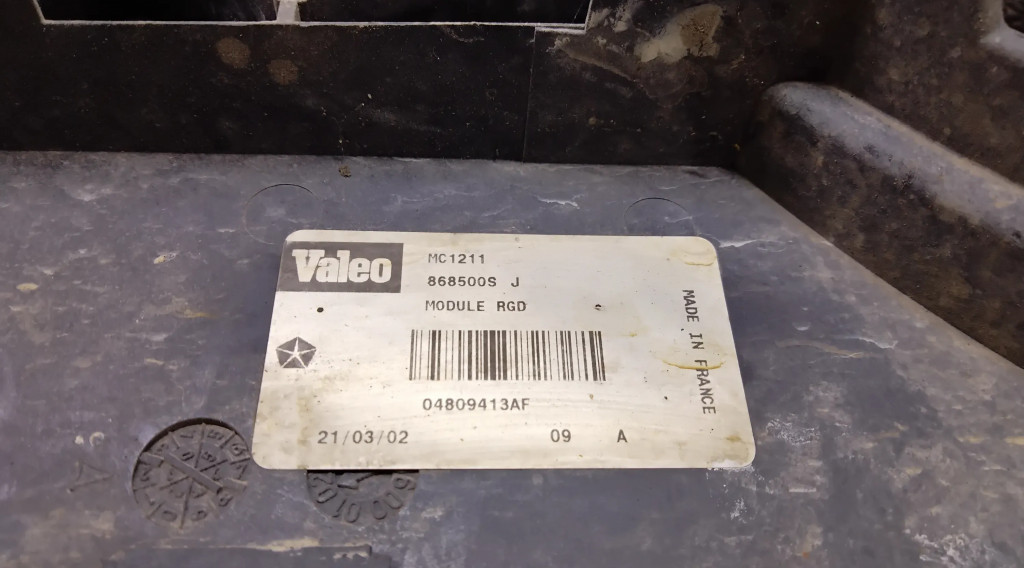 Valeo
MC1211
868500S J
MODULE RGD
04809413AF
21/03/02 09 A
MADE IN FRANCE